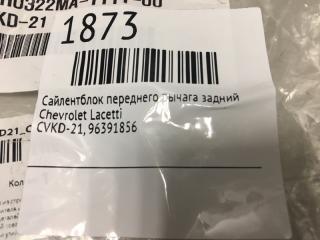 KD-21
1873
Сайлентблок переднего рычага задний
Chevrolet Lacetti
CVKD-21, 96391856